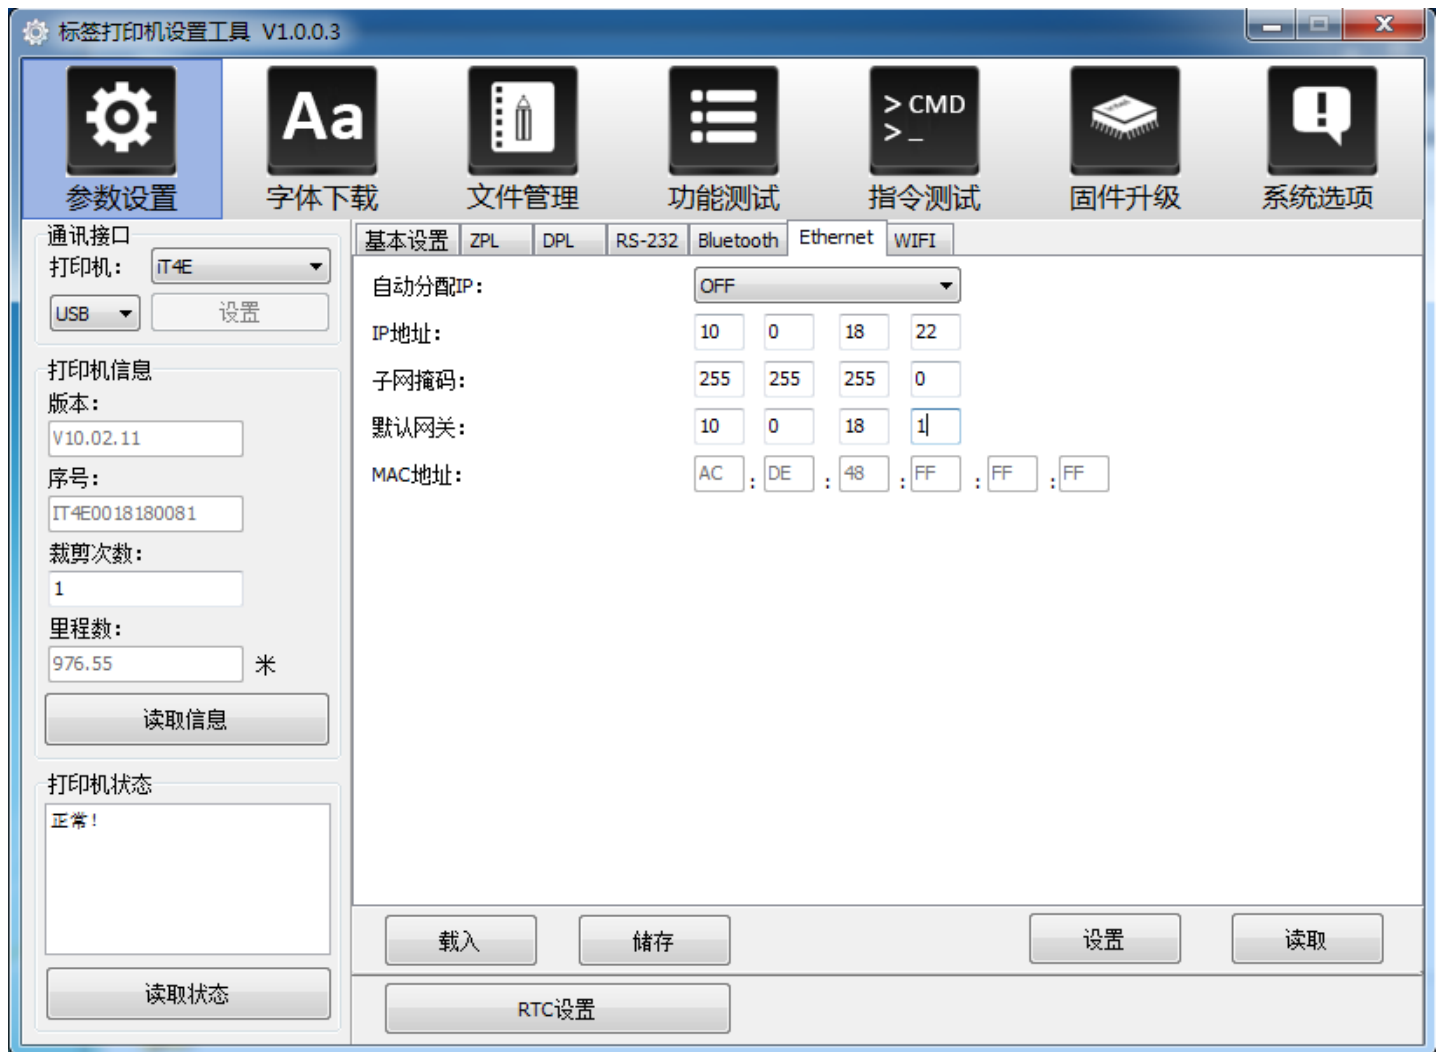 标签打印机设置工具 V1.0.0.3
Aa
> CMD
> _
参数设置 字体下载 文件管理 功能测试 指令测试 固件升级 系统选项
通讯接口
打印机: iT4E
USB 设置
打印机信息
版本:
V10.02.11
序号:
IT4E0018180081
裁剪次数:
1
里程数:
976.55 米
读取信息
打印机状态
正常!
读取状态
基本设置 ZPL DPL RS-232 Bluetooth Ethernet WIFI
自动分配IP: OFF
IP地址: 10 0 18 22
子网掩码: 255 255 255 0
默认网关: 10 0 18 1
MAC地址: AC : DE : 48 : FF : FF : FF
载入 储存 设置 读取
RTC设置